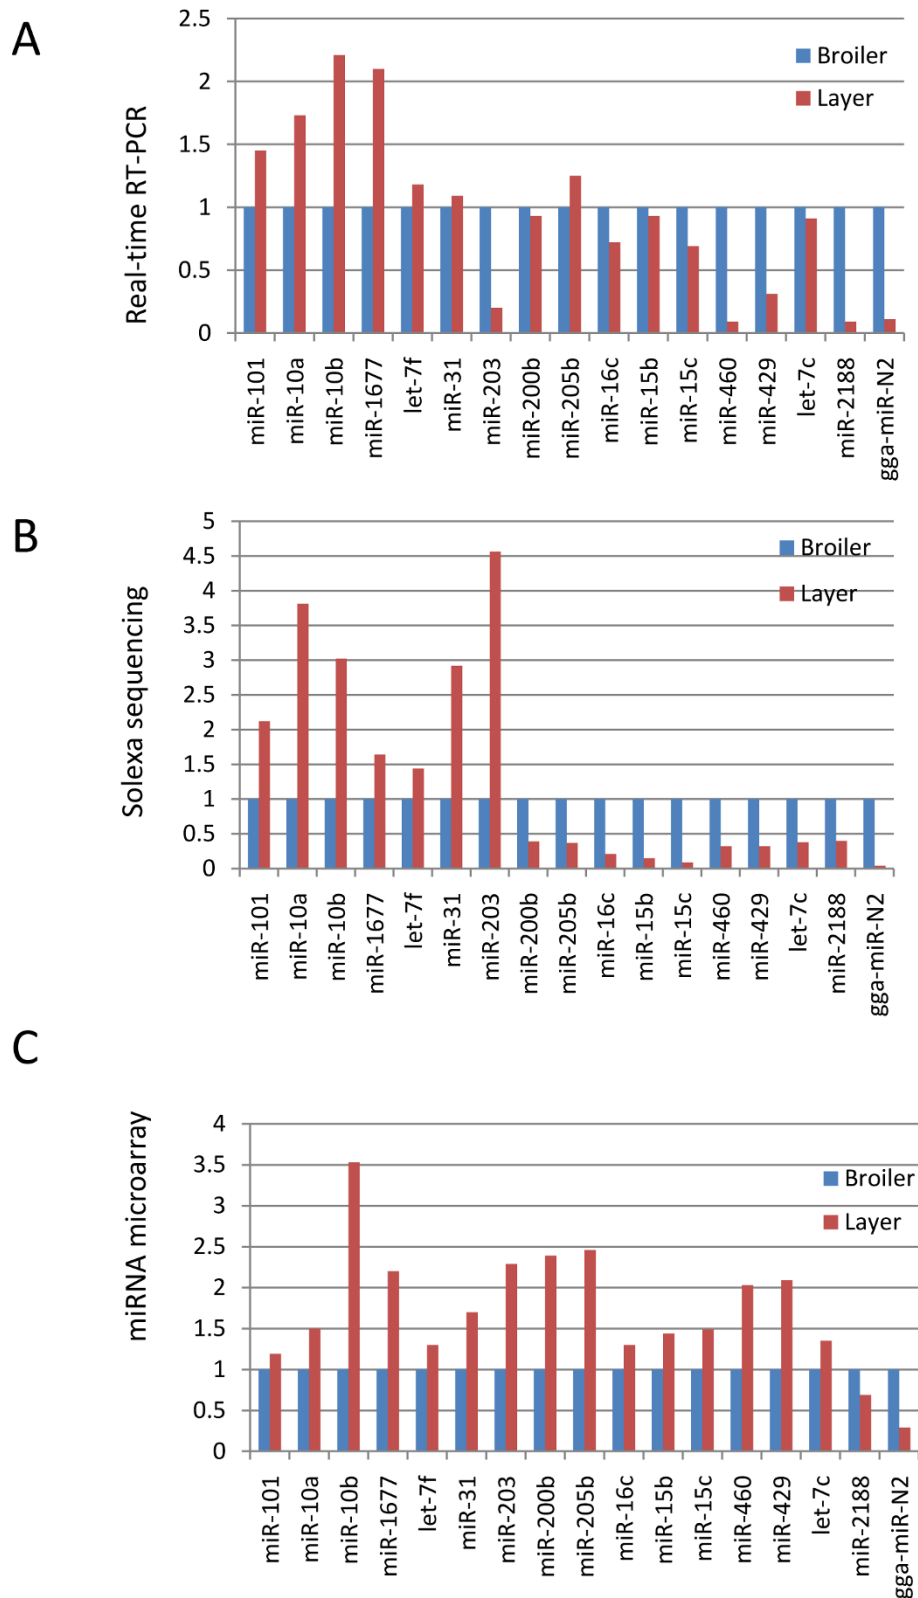 A
Real-time RT-PCR
2.5
2
1.5
1
0.5
0
Broiler
Layer
miR-101
miR-10a
miR-10b
miR-1677
let-7f
miR-31
miR-203
miR-200b
miR-205b
miR-16c
miR-15b
miR-15c
miR-460
miR-429
let-7c
miR-2188
gga-miR-N2
B
Solexa sequencing
5
4.5
4
3.5
3
2.5
2
1.5
1
0.5
0
Broiler
Layer
miR-101
miR-10a
miR-10b
miR-1677
let-7f
miR-31
miR-203
miR-200b
miR-205b
miR-16c
miR-15b
miR-15c
miR-460
miR-429
let-7c
miR-2188
gga-miR-N2
C
miRNA microarray
4
3.5
3
2.5
2
1.5
1
0.5
0
Broiler
Layer
miR-101
miR-10a
miR-10b
miR-1677
let-7f
miR-31
miR-203
miR-200b
miR-205b
miR-16c
miR-15b
miR-15c
miR-460
miR-429
let-7c
miR-2188
gga-miR-N2